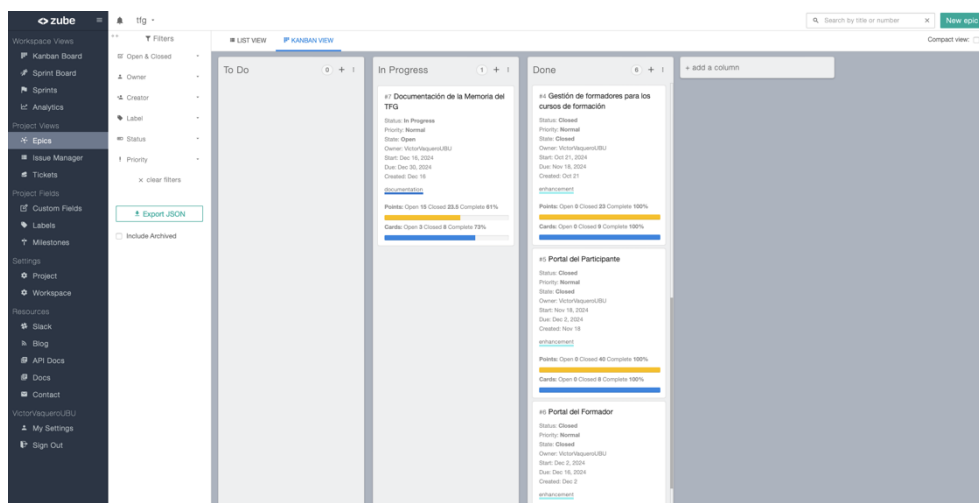 zube
tfg
Search by title or number
New epic
Workspace Views
Kanban Board
Sprint Board
Sprints
Analytics
Project Views
Epics
Issue Manager
Tickets
Project Fields
Custom Fields
Labels
Milestones
Settings
Project
Workspace
Resources
Slack
Blog
API Docs
Docs
Contact
VictorVaqueroUBU
My Settings
Sign Out
Filters
Open & Closed
Owner
Creator
Label
Status
Priority
x clear filters
Export JSON
Include Archived
LIST VIEW
KANBAN VIEW
Compact view:
To Do
0
In Progress
1
#7 Documentación de la Memoria del
TFG
Status: In Progress
Priority: Normal
State: Open
Owner: VictorVaqueroUBU
Start: Dec 16, 2024
Due: Dec 30, 2024
Created: Dec 16
documentation
Points: Open 15 Closed 23.5 Complete 61%
Cards: Open 3 Closed 8 Complete 73%
Done
6
#4 Gestión de formadores para los
cursos de formación
Status: Closed
Priority: Normal
State: Closed
Owner: VictorVaqueroUBU
Start: Oct 21, 2024
Due: Nov 18, 2024
Created: Oct 21
enhancement
Points: Open 0 Closed 23 Complete 100%
Cards: Open 0 Closed 9 Complete 100%
#5 Portal del Participante
Status: Closed
Priority: Normal
State: Closed
Owner: VictorVaqueroUBU
Start: Nov 18, 2024
Due: Dec 2, 2024
Created: Nov 18
enhancement
Points: Open 0 Closed 40 Complete 100%
Cards: Open 0 Closed 8 Complete 100%
#6 Portal del Formador
Status: Closed
Priority: Normal
State: Closed
Owner: VictorVaqueroUBU
Start: Dec 2, 2024
Due: Dec 16, 2024
Created: Dec 2
enhancement
+ add a column